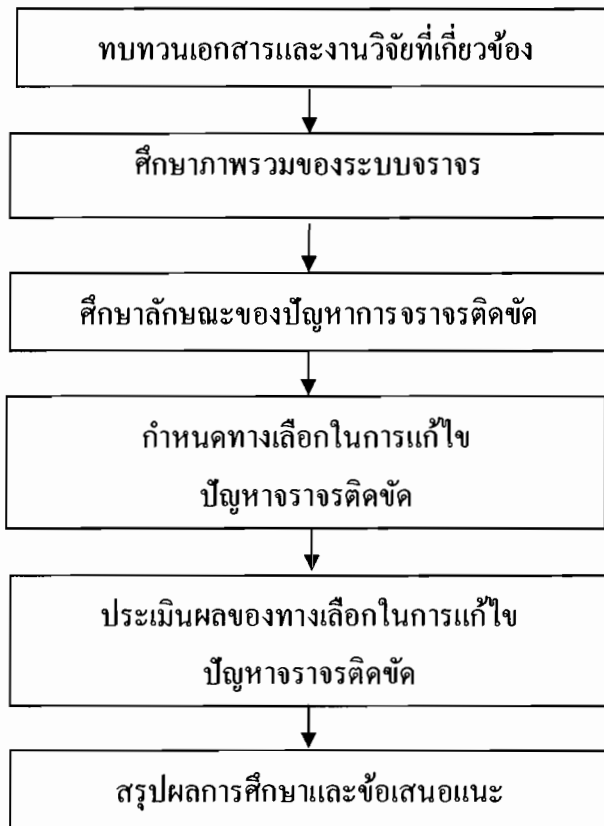 ทบทวนเอกสารและงานวิจัยที่เกี่ยวข้อง
ศึกษาภาพรวมของระบบจราจร
ศึกษาลักษณะของปัญหาการจราจรติดขัด
กำหนดทางเลือกในการแก้ไข
ปัญหาจราจรติดขัด
ประเมินผลของทางเลือกในการแก้ไข
ปัญหาจราจรติดขัด
สรุปผลการศึกษาและข้อเสนอแนะ